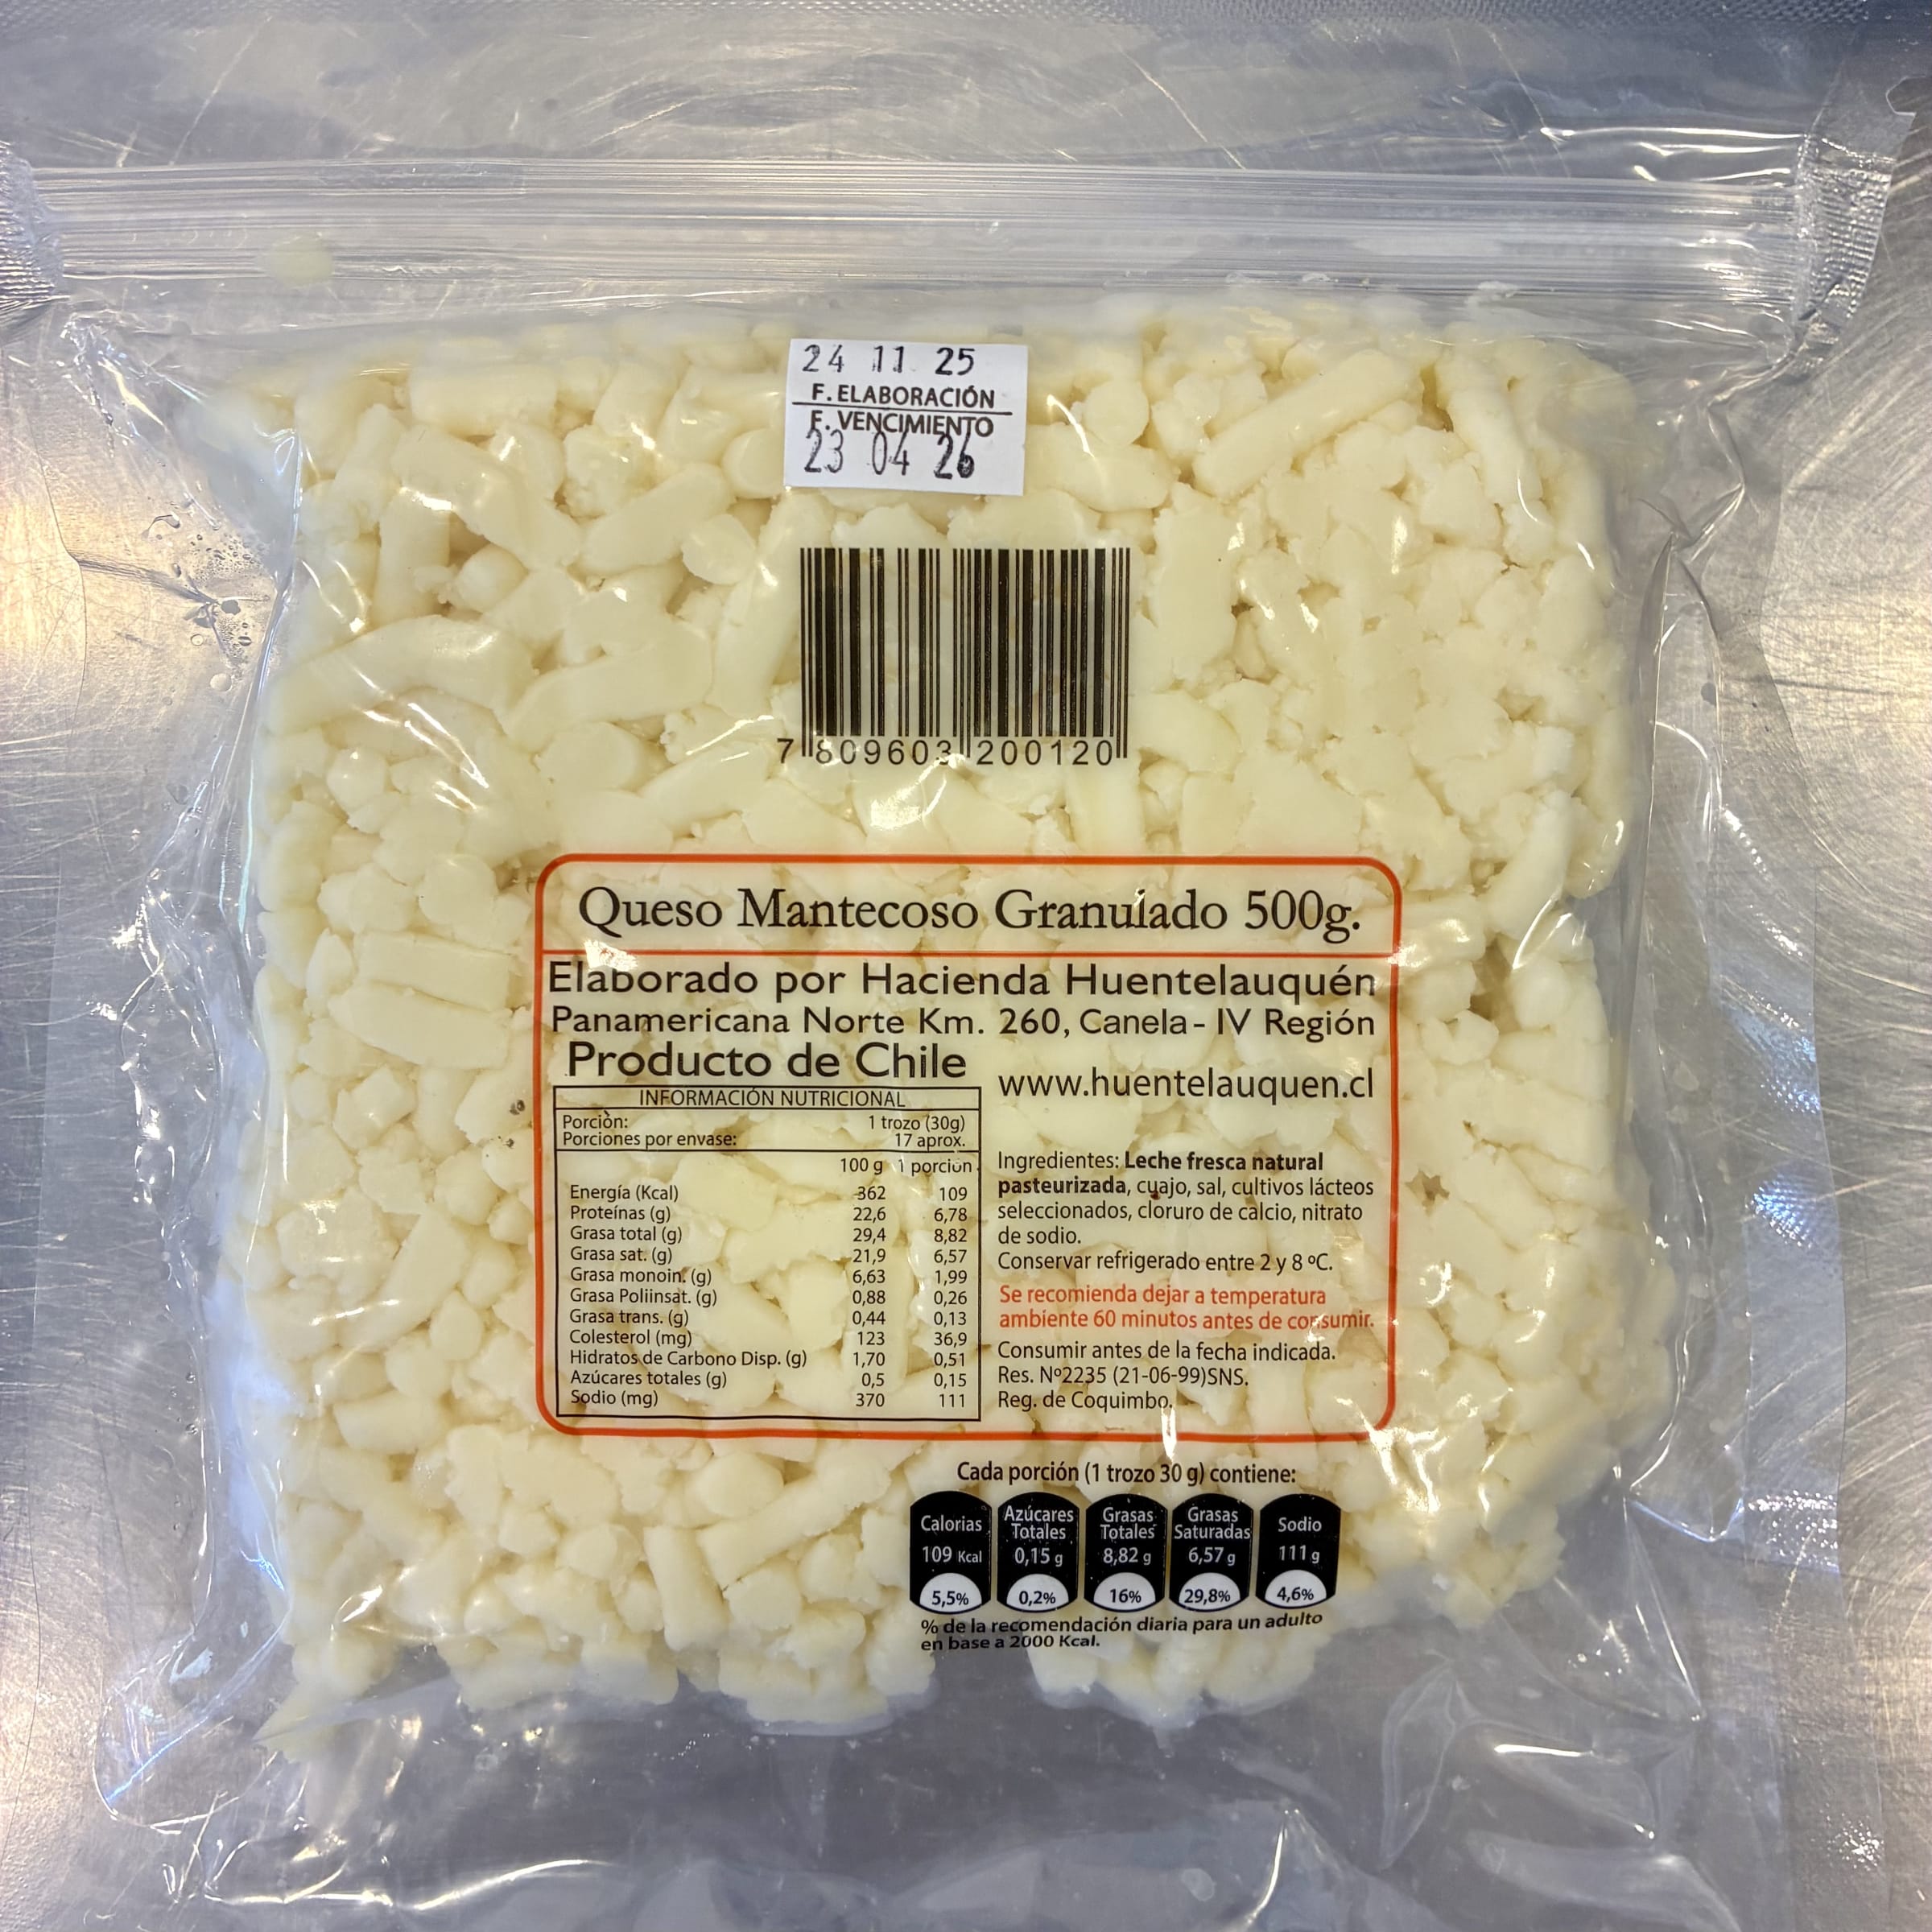 24 11 25
F. ELABORACIÓN
F. VENCIMIENTO
23 04 26
7 809603 200120
Queso Mantecoso Granulado 500g.
Elaborado por Hacienda Huentelauquén
Panamericana Norte Km. 260, Canela - IV Región
Producto de Chile
www.huentelauquen.cl
INFORMACIÓN NUTRICIONAL
Porciòn: 1 trozo (30g)
Porciones por envase: 17 aprox.
100 g 1 porción
Energía (Kcal) 362 109
Proteínas (g) 22,6 6,78
Grasa total (g) 29,4 8,82
Grasa sat. (g) 21,9 6,57
Grasa monoin. (g) 6,63 1,99
Grasa Poliinsat. (g) 0,88 0,26
Grasa trans. (g) 0,44 0,13
Colesterol (mg) 123 36,9
Hidratos de Carbono Disp. (g) 1,70 0,51
Azúcares totales (g) 0,5 0,15
Sodio (mg) 370 111
Ingredientes: Leche fresca natural
pasteurizada, cuajo, sal, cultivos lácteos
seleccionados, cloruro de calcio, nitrato
de sodio.
Conservar refrigerado entre 2 y 8 ºC.
Se recomienda dejar a temperatura
ambiente 60 minutos antes de consumir.
Consumir antes de la fecha indicada.
Res. Nº2235 (21-06-99)SNS.
Reg. de Coquimbo.
Cada porción (1 trozo 30 g) contiene:
Calorias 109 Kcal 5,5%
Azúcares Totales 0,15 g 0,2%
Grasas Totales 8,82 g 16%
Grasas Saturadas 6,57 g 29,8%
Sodio 111 g 4,6%
% de la recomendación diaria para un adulto
en base a 2000 Kcal.